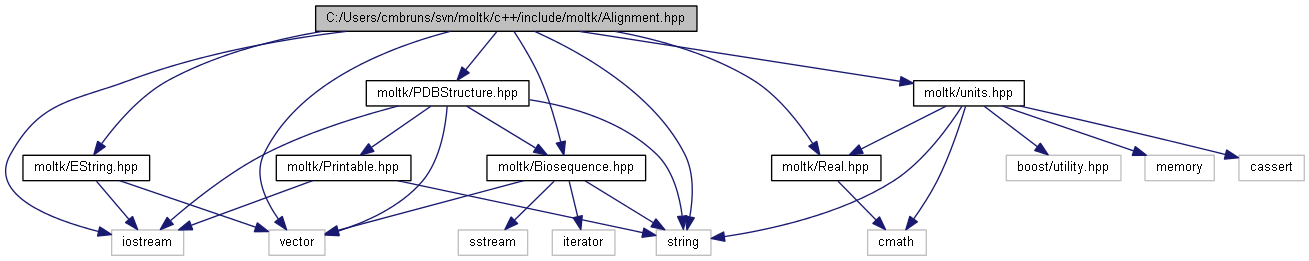 C:/Users/cmbruns/svn/moltk/c++/include/moltk/Alignment.hpp
moltk/PDBStructure.hpp
moltk/units.hpp
moltk/EString.hpp
moltk/Printable.hpp
moltk/Biosequence.hpp
moltk/Real.hpp
boost/utility.hpp
memory
cassert
iostream
vector
sstream
iterator
string
cmath